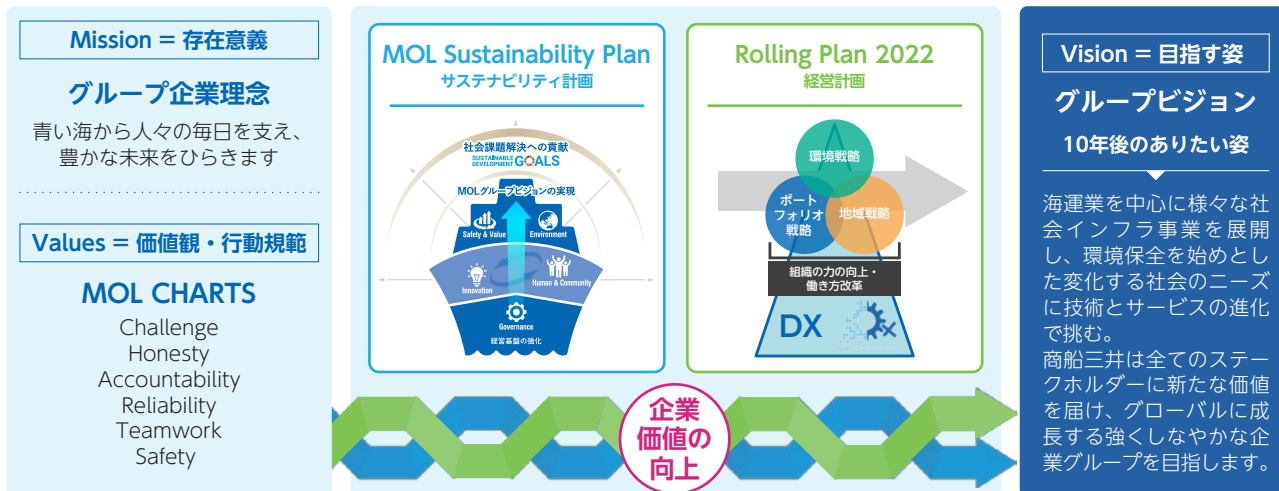 Mission = 存在意義
グループ企業理念
青い海から人々の毎日を支え、
豊かな未来をひらきます
Values = 価値観・行動規範
MOL CHARTS
Challenge
Honesty
Accountability
Reliability
Teamwork
Safety
MOL Sustainability Plan
サステナビリティ計画
社会課題解決への貢献
SUSTAINABLE
DEVELOPMENT GOALS
MOLグループビジョンの実現
Safety & Value
Environment
Innovation
Human & Community
Governance
経営基盤の強化
Rolling Plan 2022
経営計画
環境戦略
ポート
フォリオ
戦略
地域戦略
組織の力の向上・
働き方改革
DX
企業
価値の
向上
Vision = 目指す姿
グループビジョン
10年後のありたい姿
海運業を中心に様々な社
会インフラ事業を展開
し、環境保全を始めとし
た変化する社会のニーズ
に技術とサービスの進化
で挑む。
商船三井は全てのステー
クホルダーに新たな価値
を届け、グローバルに成
長する強くしなやかな企
業グループを目指します。